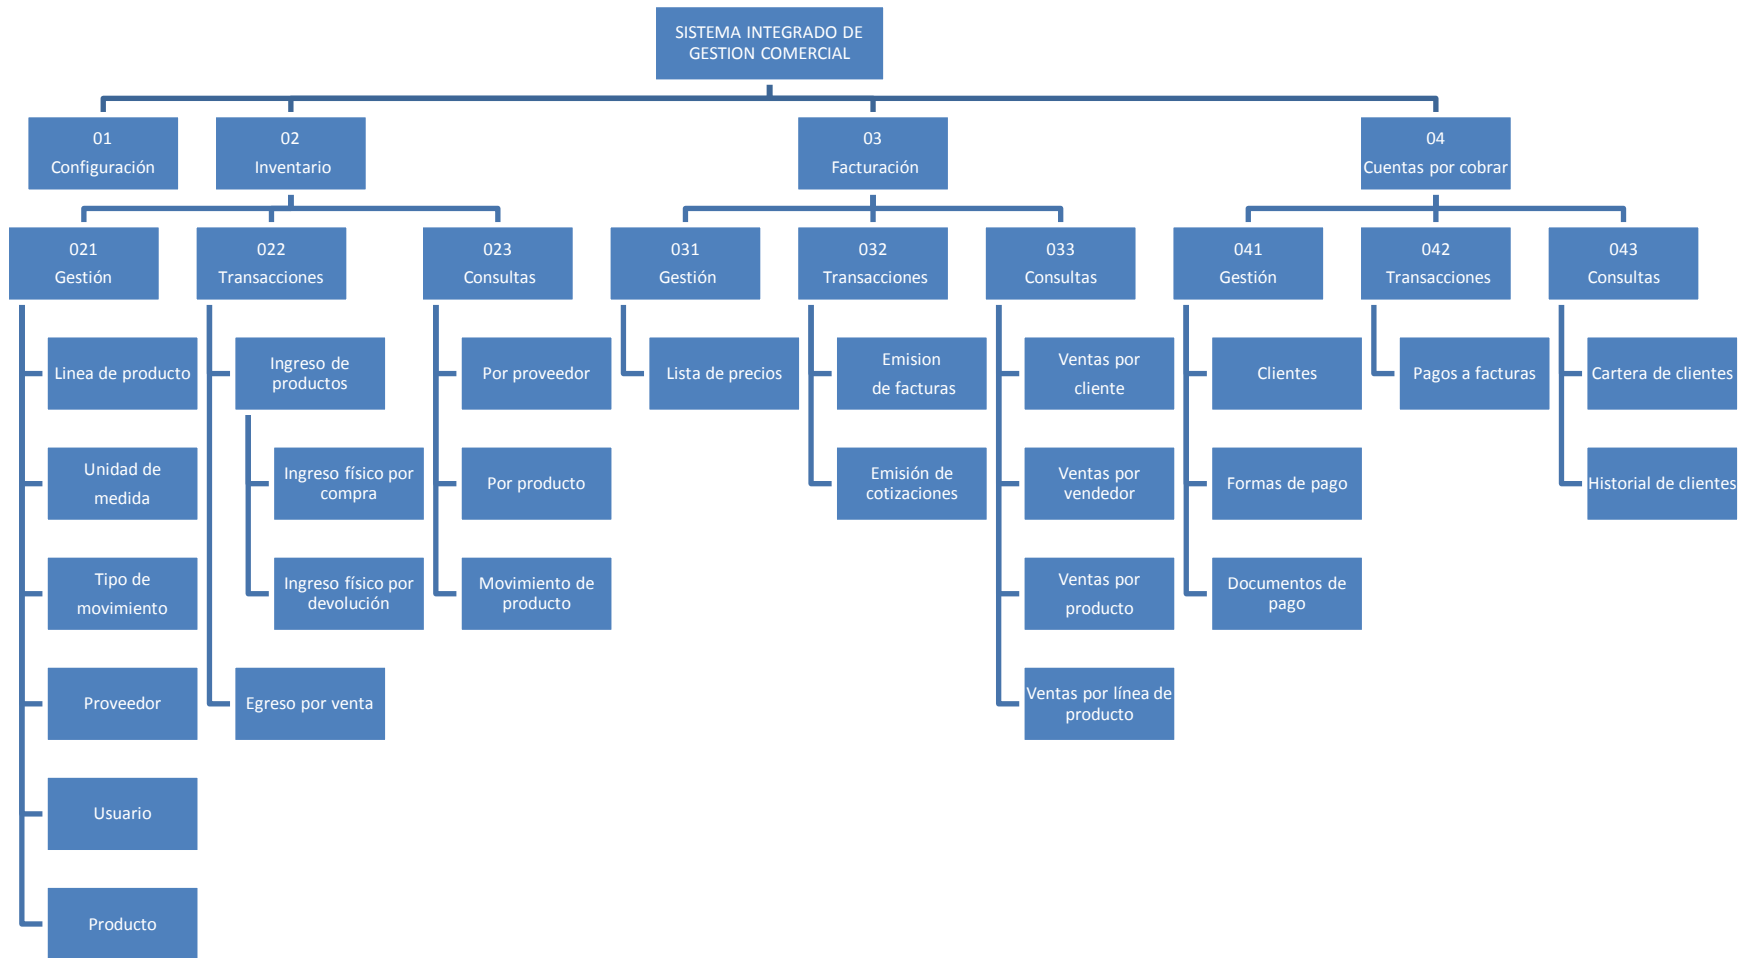 SISTEMA INTEGRADO DE
GESTION COMERCIAL
01
Configuración
02
Inventario
03
Facturación
04
Cuentas por cobrar
021
Gestión
022
Transacciones
023
Consultas
031
Gestión
032
Transacciones
033
Consultas
041
Gestión
042
Transacciones
043
Consultas
Linea de producto
Ingreso de
productos
Por proveedor
Lista de precios
Emision
de facturas
Ventas por
cliente
Clientes
Pagos a facturas
Cartera de clientes
Unidad de
medida
Ingreso físico por
compra
Por producto
Emisión de
cotizaciones
Ventas por
vendedor
Formas de pago
Historial de clientes
Tipo de
movimiento
Ingreso físico por
devolución
Movimiento de
producto
Ventas por
producto
Documentos de
pago
Proveedor
Egreso por venta
Ventas por línea de
producto
Usuario
Producto